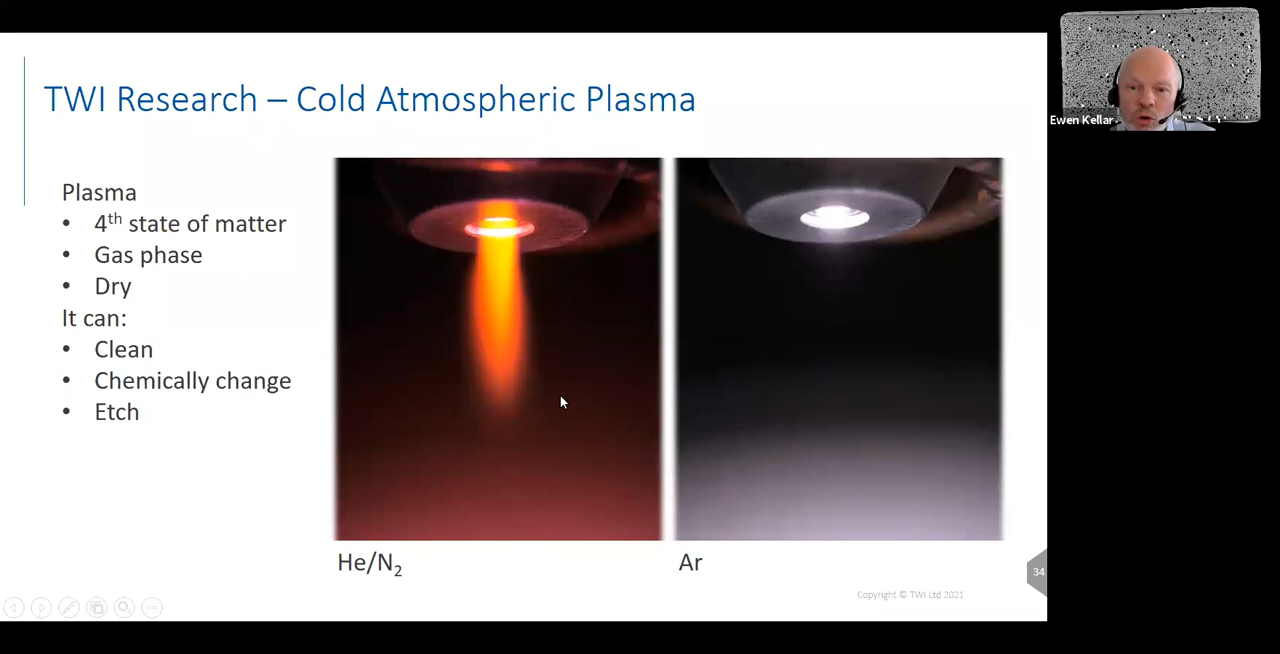 TWI Research – Cold Atmospheric Plasma
Plasma
• 4th state of matter
• Gas phase
• Dry
It can:
• Clean
• Chemically change
• Etch
He/N2
Ar
34
Copyright © TWI Ltd 2021
Ewen Kellar